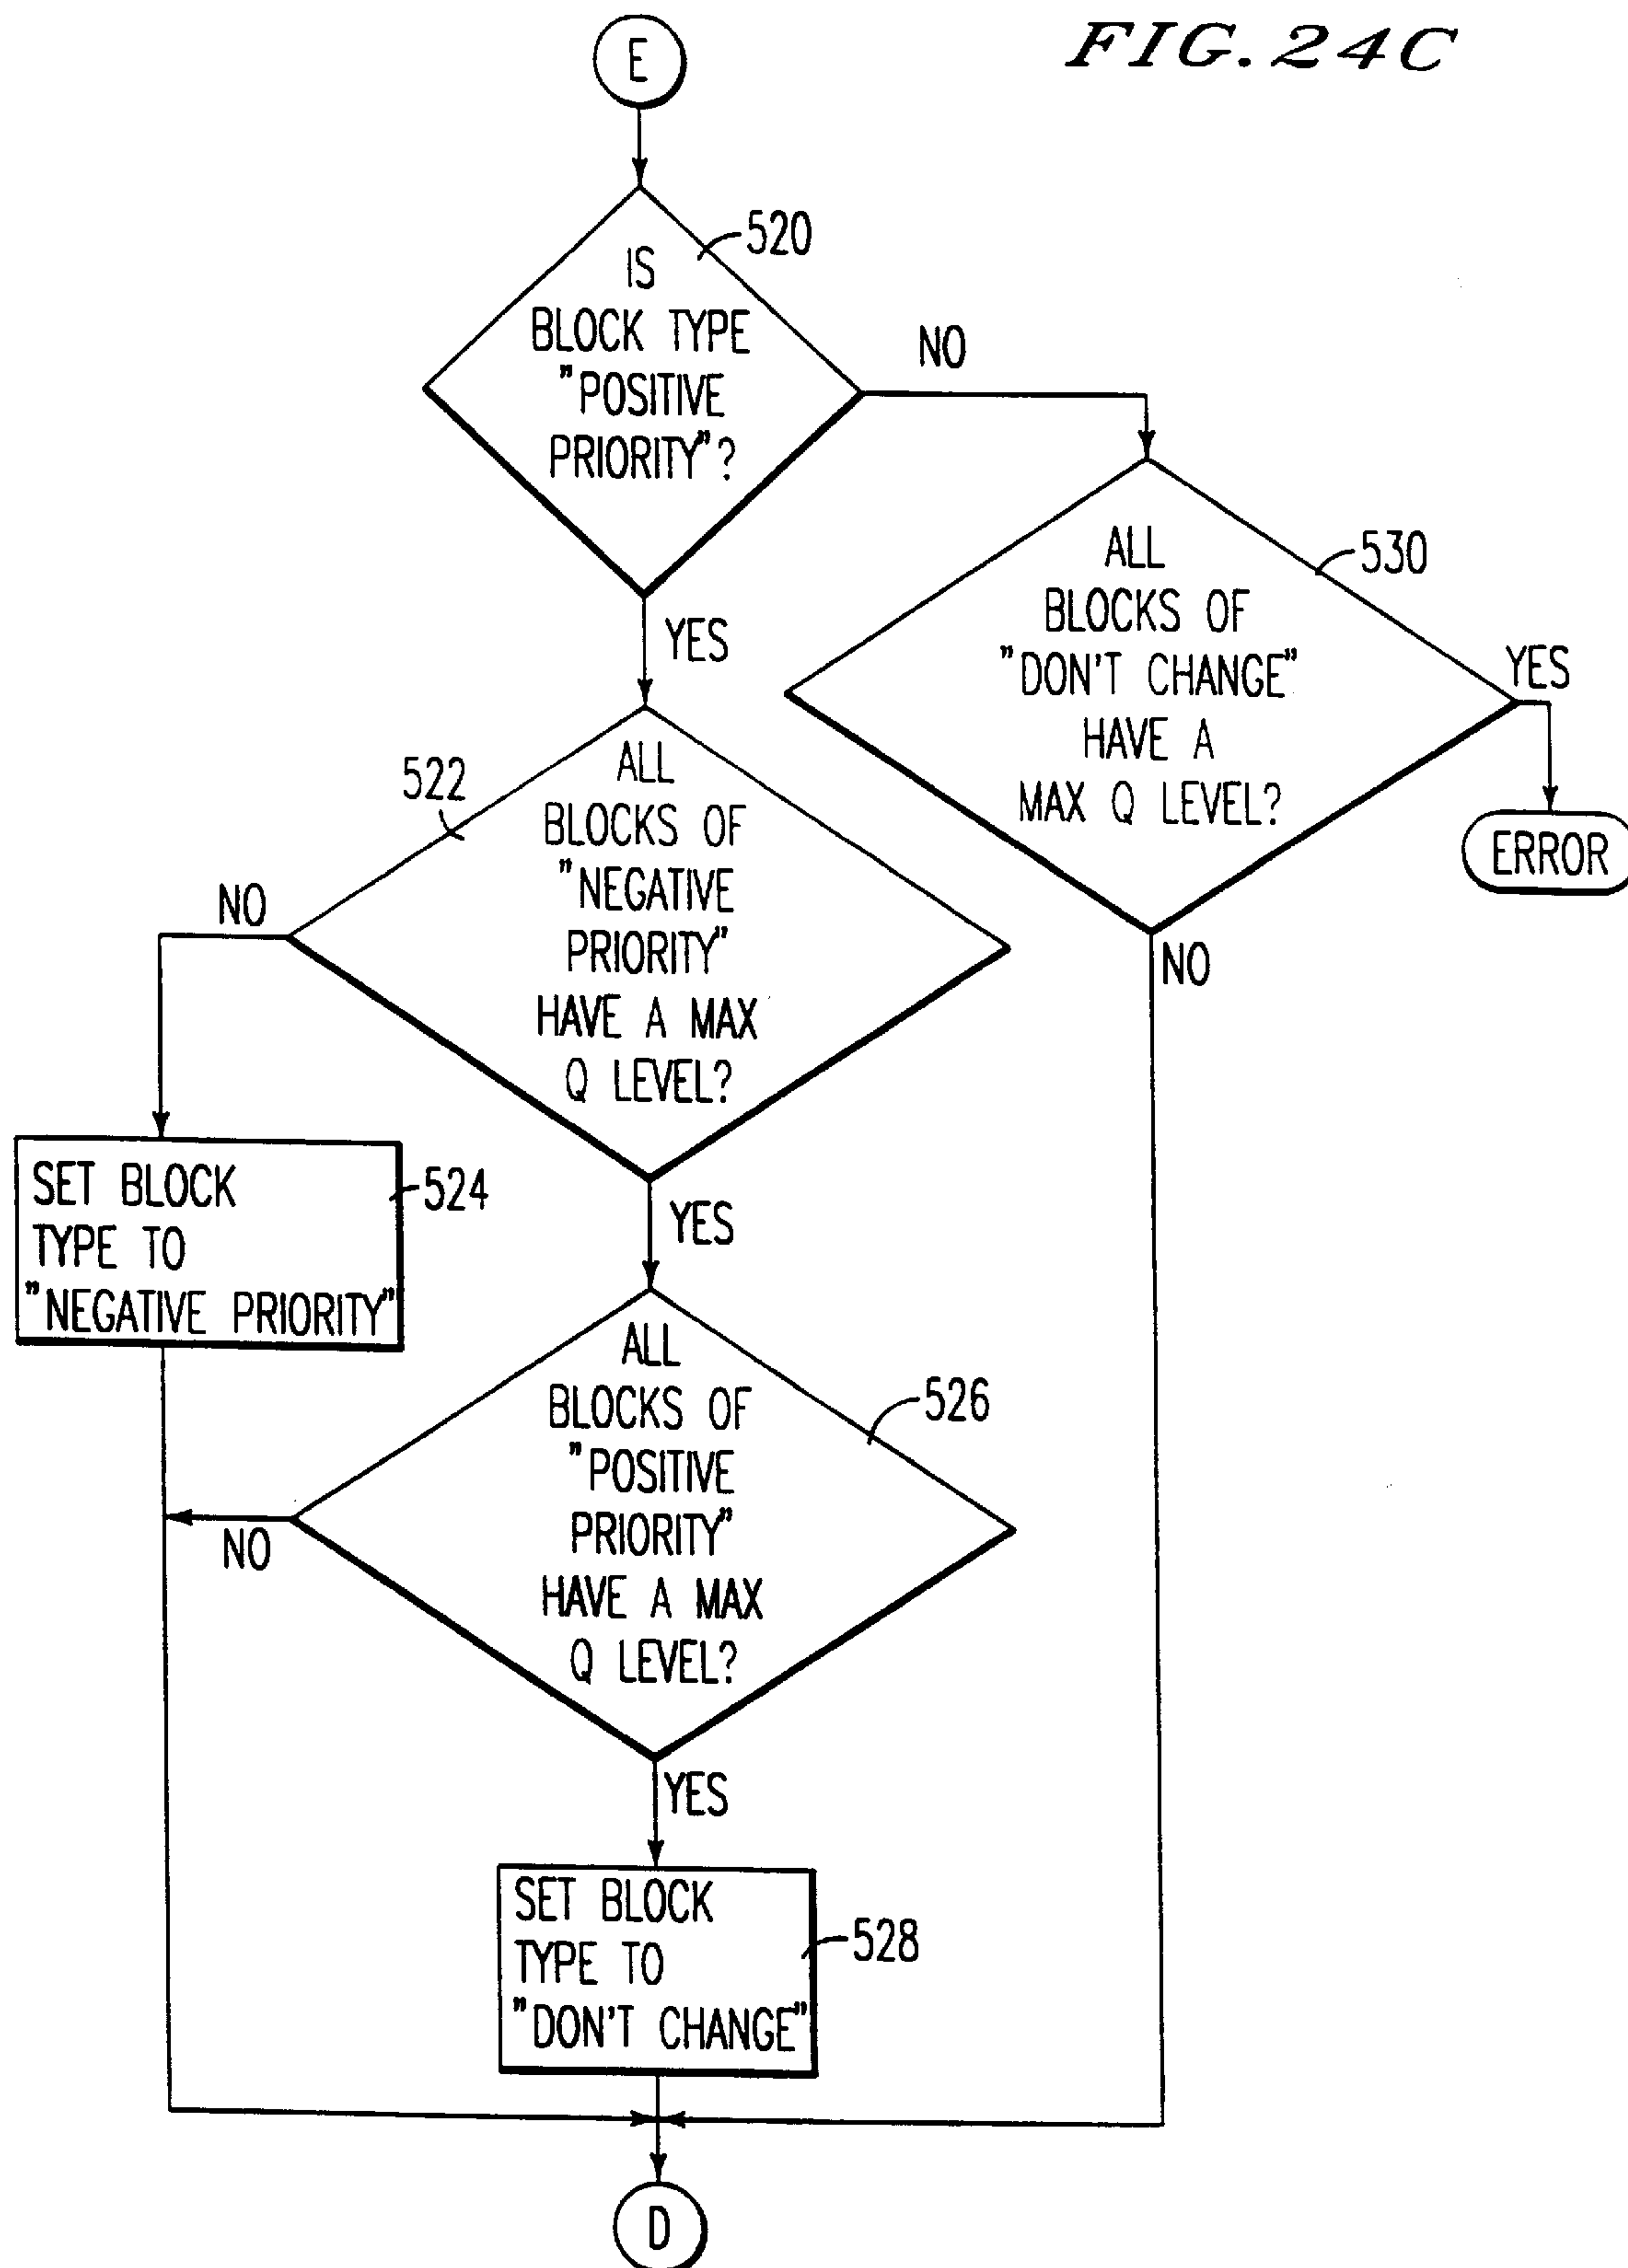 FIG. 24C
E
520
IS
BLOCK TYPE
"POSITIVE
PRIORITY"?
NO
YES
530
ALL
BLOCKS OF
"DON'T CHANGE"
HAVE A
MAX Q LEVEL?
YES
ERROR
NO
522
ALL
BLOCKS OF
"NEGATIVE
PRIORITY"
HAVE A MAX
Q LEVEL?
NO
YES
524
SET BLOCK
TYPE TO
"NEGATIVE PRIORITY"
526
ALL
BLOCKS OF
"POSITIVE
PRIORITY"
HAVE A MAX
Q LEVEL?
NO
YES
528
SET BLOCK
TYPE TO
"DON'T CHANGE"
D